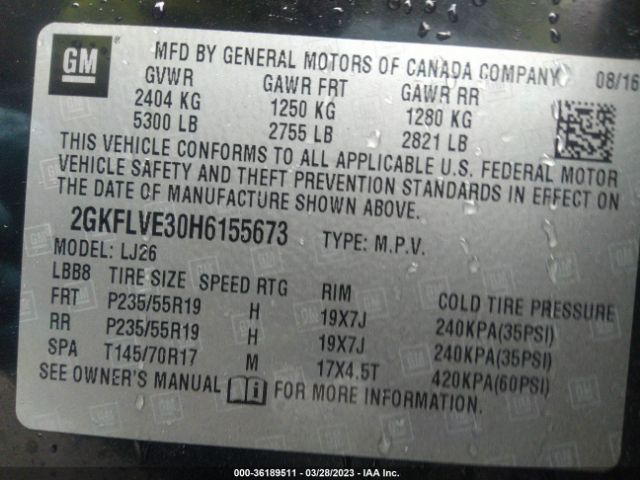 GM
MFD BY GENERAL MOTORS OF CANADA COMPANY 08/16
GVWR GAWR FRT GAWR RR
2404 KG 1250 KG 1280 KG
5300 LB 2755 LB 2821 LB
THIS VEHICLE CONFORMS TO ALL APPLICABLE U.S. FEDERAL MOTOR
VEHICLE SAFETY AND THEFT PREVENTION STANDARDS IN EFFECT ON
THE DATE OF MANUFACTURE SHOWN ABOVE.
2GKFLVE30H6155673 TYPE: M.P.V.
MODEL: LJ26
LBB8 TIRE SIZE SPEED RTG RIM COLD TIRE PRESSURE
FRT P235/55R19 H 19X7J 240KPA(35PSI)
RR P235/55R19 H 19X7J 240KPA(35PSI)
SPA T145/70R17 M 17X4.5T 420KPA(60PSI)
SEE OWNER'S MANUAL FOR MORE INFORMATION.
000-36189511 — 03/28/2023 — IAA Inc.